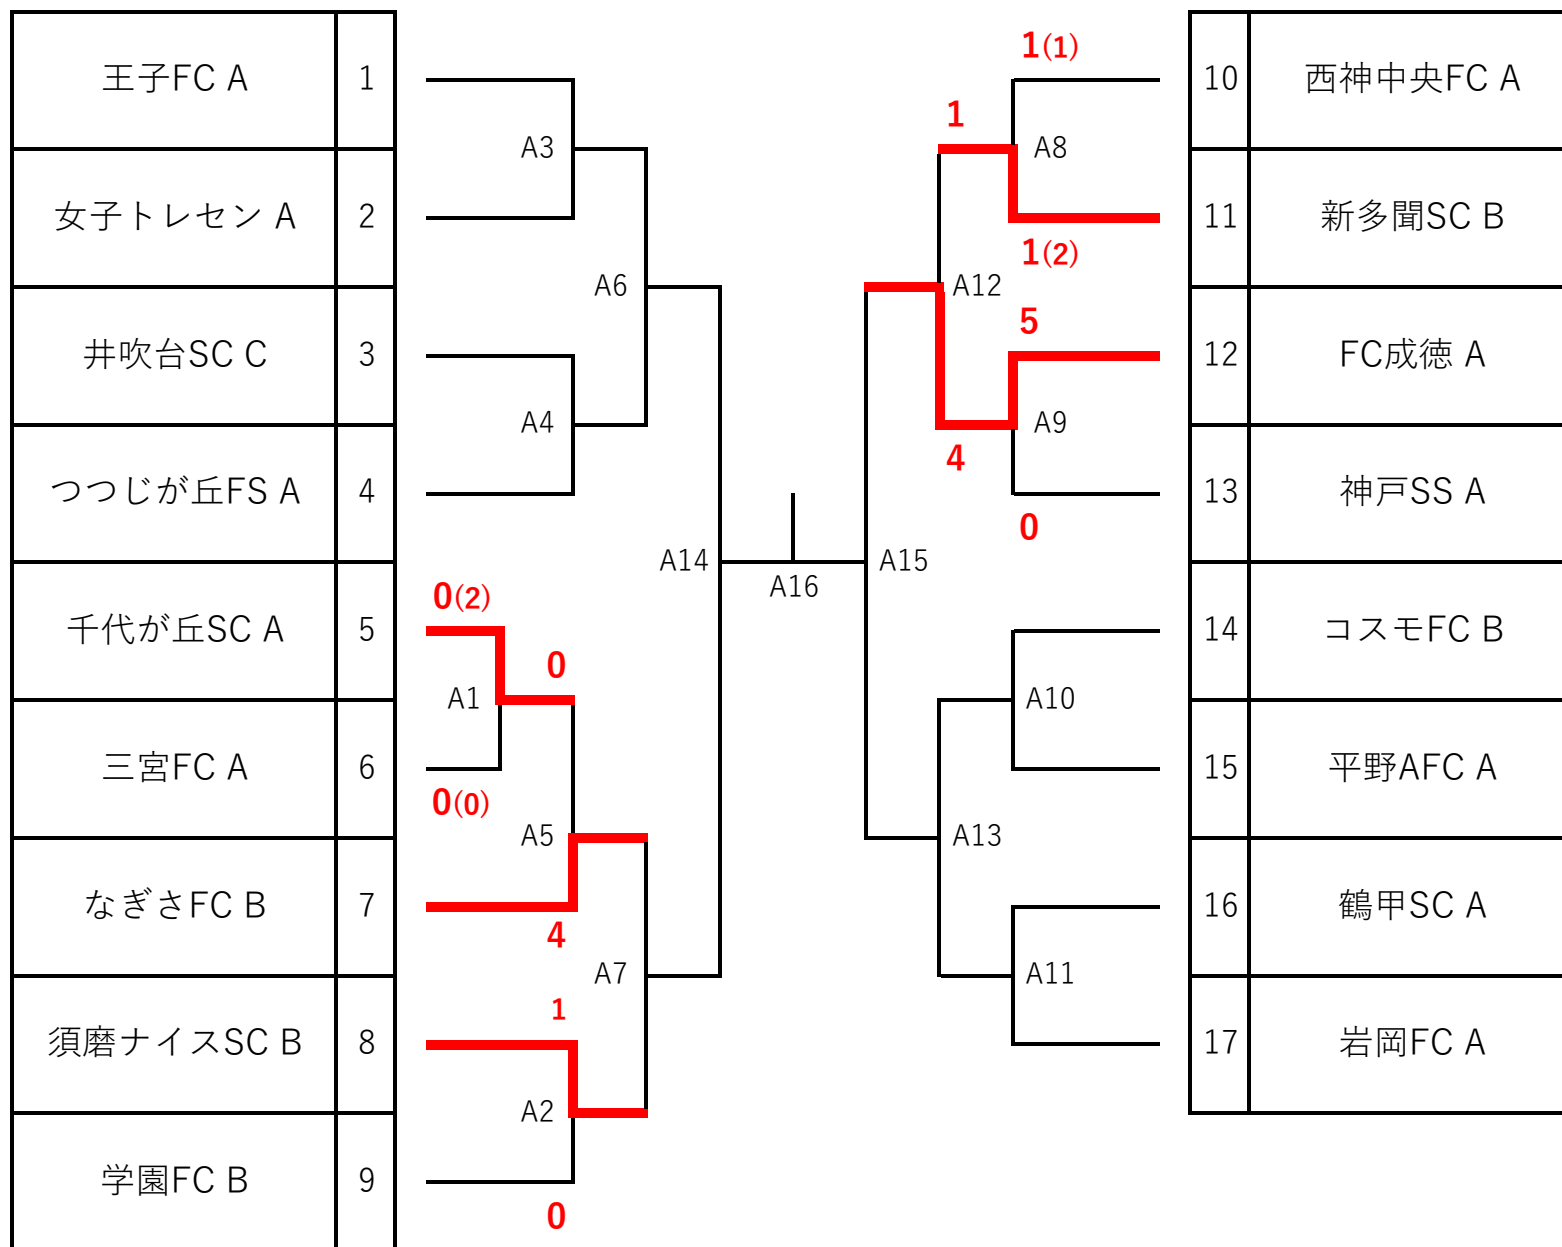 王子FC A 1
女子トレセン A 2
井吹台SC C 3
つつじが丘FS A 4
千代が丘SC A 5
三宮FC A 6
なぎさFC B 7
須磨ナイスSC B 8
学園FC B 9
A3
A6
A4
A14
0(2)
0
A1
0(0)
A5
4
A7
1
A2
0
A16
1(1)
1
A8
1(2)
A12
5
A9
4
0
A15
A10
A13
A11
10 西神中央FC A
11 新多聞SC B
12 FC成徳 A
13 神戸SS A
14 コスモFC B
15 平野AFC A
16 鶴甲SC A
17 岩岡FC A